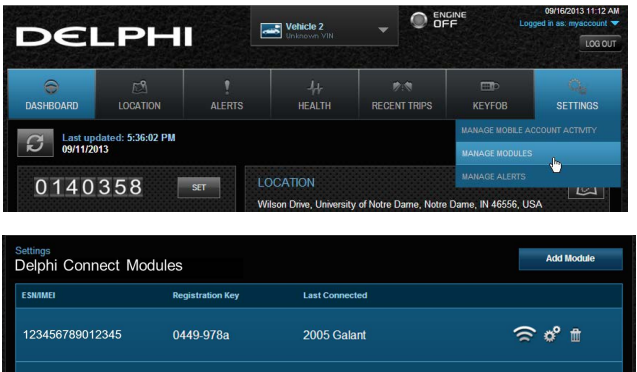 09/16/2013 11:12 AM
DELPHI
Vehicle 2
Unknown VIN
ENGINE
OFF
Logged in as: myaccount
LOG OUT
DASHBOARD LOCATION ALERTS HEALTH RECENT TRIPS KEYFOB SETTINGS
MANAGE MOBILE ACCOUNT ACTIVITY
MANAGE MODULES
MANAGE ALERTS
Last updated: 5:36:02 PM
09/11/2013
0140358 SET
LOCATION
Wilson Drive, University of Notre Dame, Notre Dame, IN 46556, USA
Settings
Delphi Connect Modules
Add Module
ESN/IMEI Registration Key Last Connected
123456789012345 0449-978a 2005 Galant